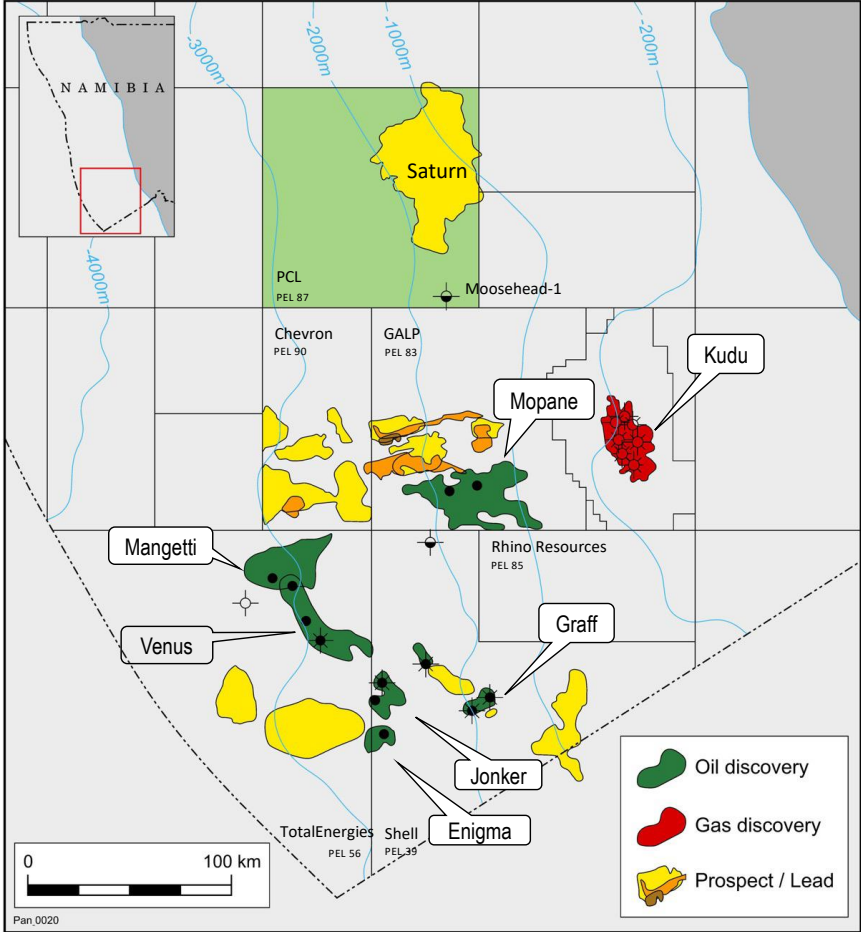 -3000m
-2000m
-1000m
-200m
NAMIBIA
Saturn
-4000m
PCL
PEL 87
Moosehead-1
Chevron
PEL 90
GALP
PEL 83
Kudu
Mopane
Mangetti
Rhino Resources
PEL 85
Venus
Graff
Jonker
Enigma
TotalEnergies
PEL 56
Shell
PEL 39
Oil discovery
Gas discovery
Prospect / Lead
0
100 km
Pan_0020